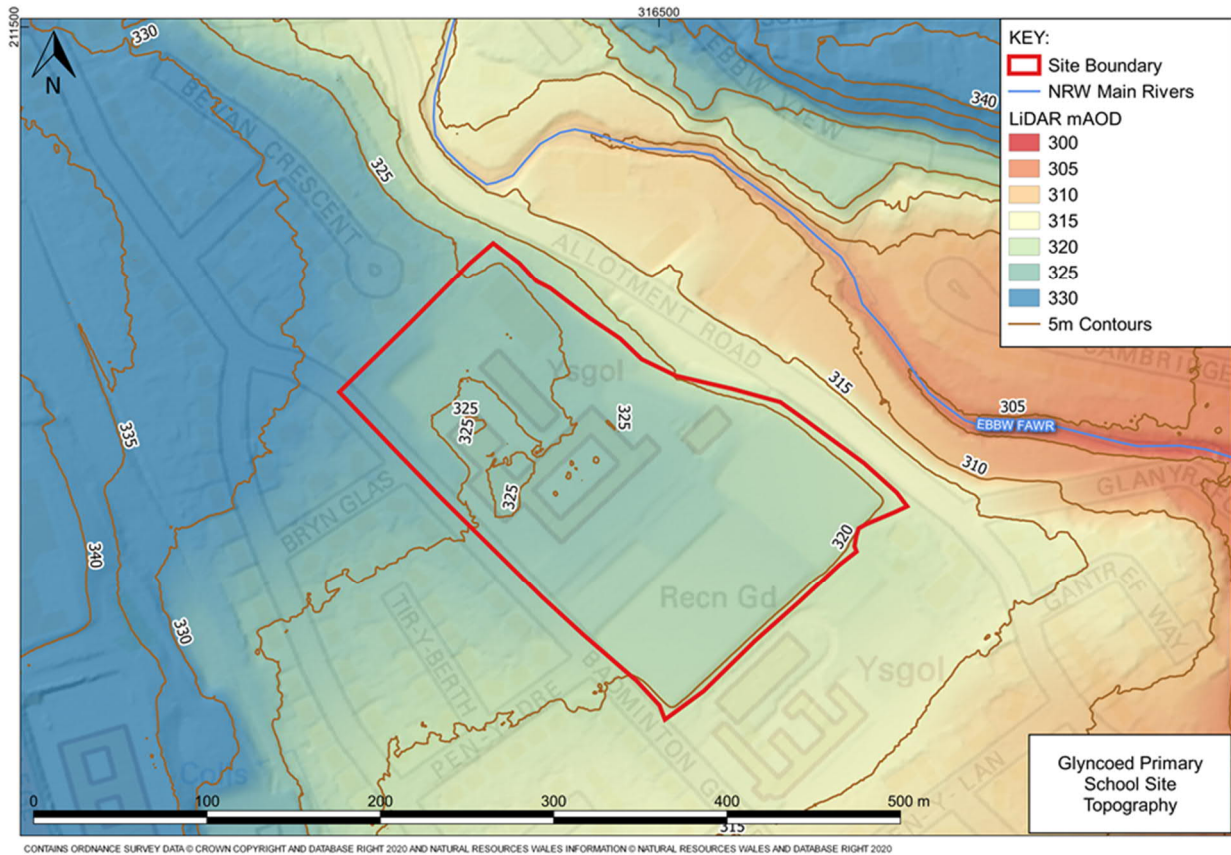 211500
316500
330
N
KEY:
Site Boundary
NRW Main Rivers
LiDAR mAOD
300
305
310
315
320
325
330
5m Contours
EBBW VIEW
340
BEVAN
CRESCENT
325
ALLOTMENT ROAD
CAMBRIDGE
Ysgol
315
325
325
325
305
EBBW FAWR
335
310
GLANYR
325
BRYN GLAS
320
340
GANTREF WAY
Recn Gd
TIR-Y-BERTH
330
Ysgol
BADMINTON G
PEN-Y-DRE
Colls
Y-LAN
Glyncoed Primary
School Site
Topography
0 100 200 300 400 500 m
315
CONTAINS ORDNANCE SURVEY DATA © CROWN COPYRIGHT AND DATABASE RIGHT 2020 AND NATURAL RESOURCES WALES INFORMATION © NATURAL RESOURCES WALES AND DATABASE RIGHT 2020